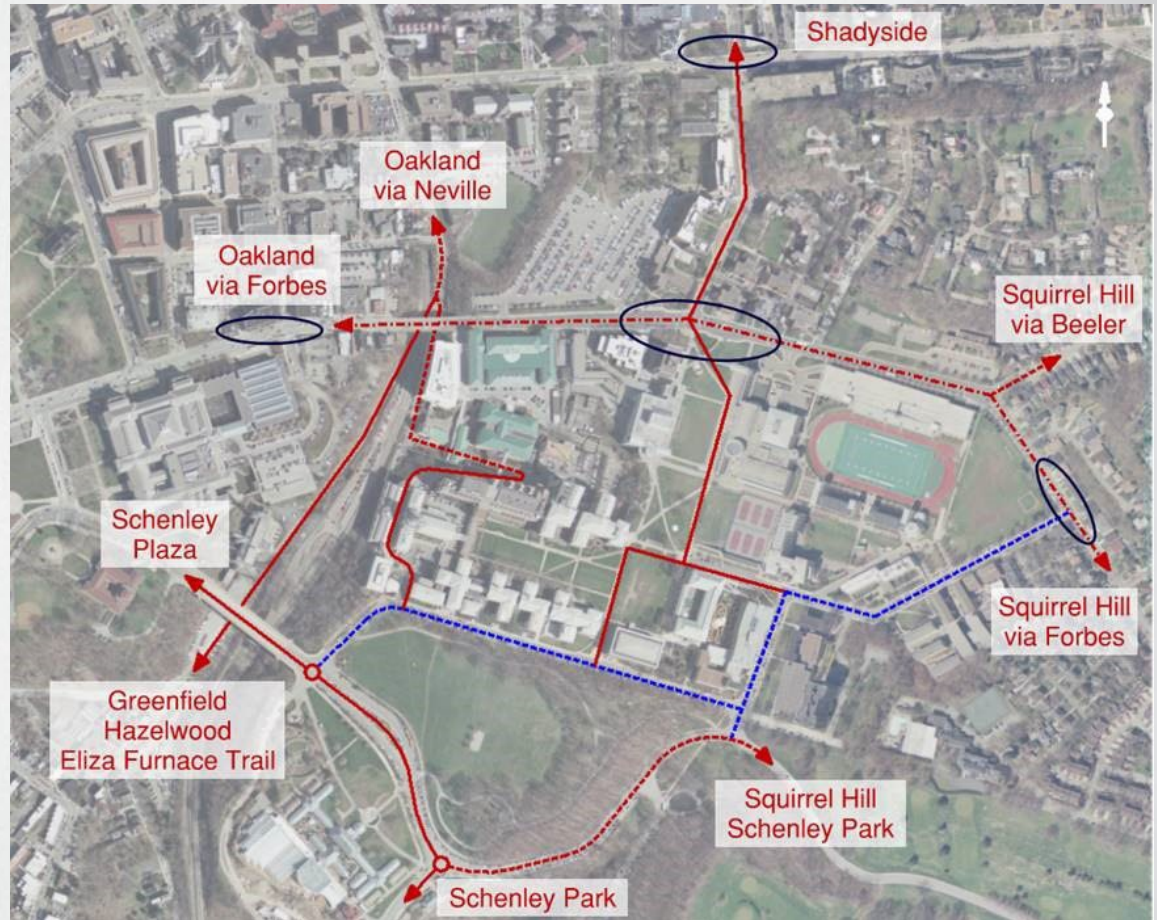 Shadyside
Oakland
via Neville
Oakland
via Forbes
Squirrel Hill
via Beeler
Schenley
Plaza
Squirrel Hill
via Forbes
Greenfield
Hazelwood
Eliza Furnace Trail
Squirrel Hill
Schenley Park
Schenley Park